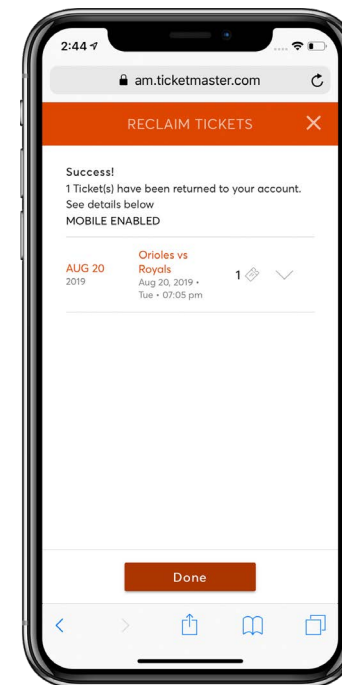 2:44
am.ticketmaster.com
RECLAIM TICKETS
Success!
1 Ticket(s) have been returned to your account.
See details below
MOBILE ENABLED
AUG 20
2019
Orioles vs
Royals
Aug 20, 2019 •
Tue • 07:05 pm
1
Done